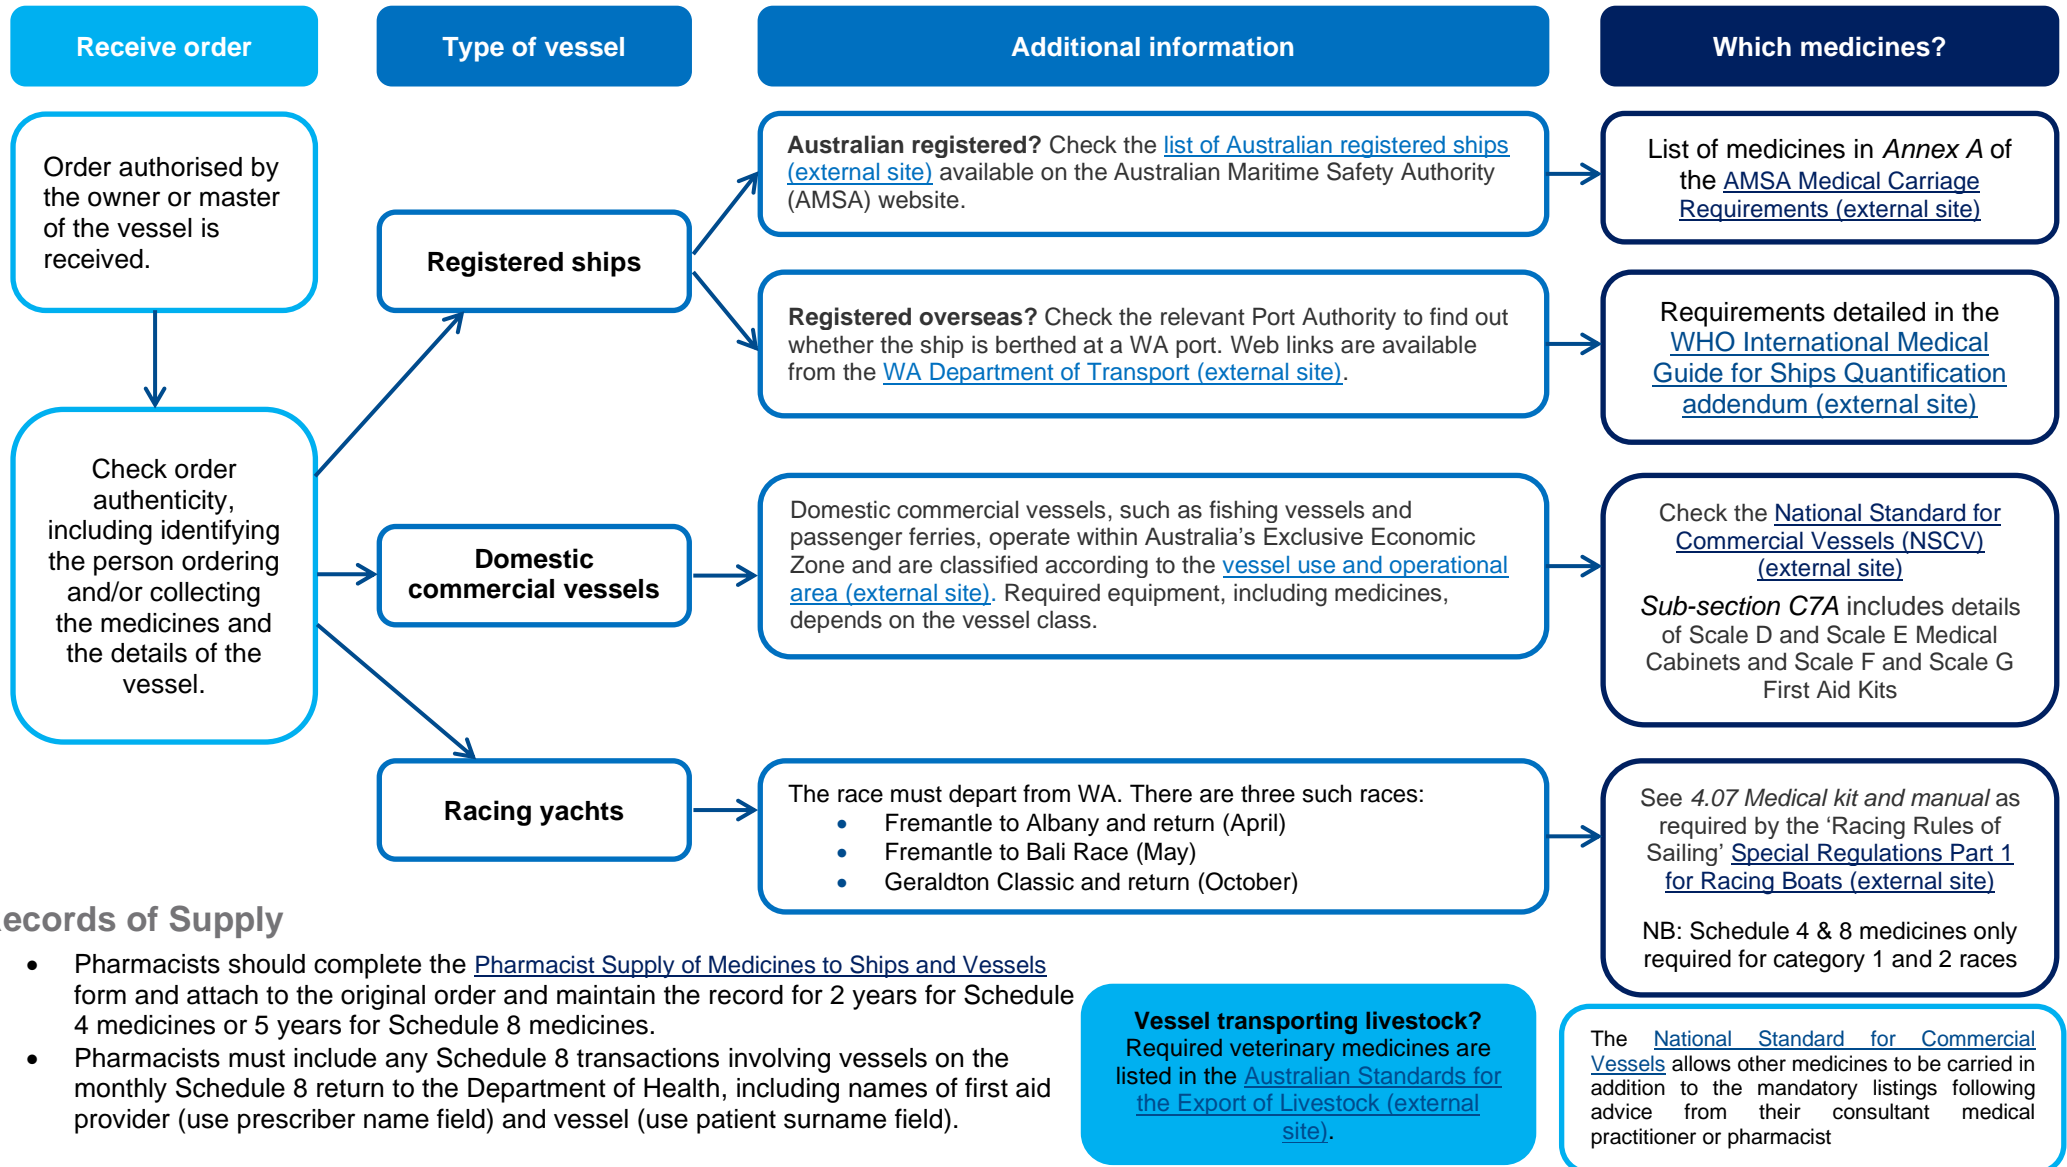 Receive order
Type of vessel
Additional information
Which medicines?
Order authorised by
the owner or master
of the vessel is
received.
Check order
authenticity,
including identifying
the person ordering
and/or collecting
the medicines and
the details of the
vessel.
Registered ships
Australian registered? Check the list of Australian registered ships
(external site) available on the Australian Maritime Safety Authority
(AMSA) website.
List of medicines in Annex A of
the AMSA Medical Carriage
Requirements (external site)
Registered overseas? Check the relevant Port Authority to find out
whether the ship is berthed at a WA port. Web links are available
from the WA Department of Transport (external site).
Requirements detailed in the
WHO International Medical
Guide for Ships Quantification
addendum (external site)
Domestic
commercial vessels
Domestic commercial vessels, such as fishing vessels and
passenger ferries, operate within Australia’s Exclusive Economic
Zone and are classified according to the vessel use and operational
area (external site). Required equipment, including medicines,
depends on the vessel class.
Check the National Standard for
Commercial Vessels (NSCV)
(external site)
Sub-section C7A includes details
of Scale D and Scale E Medical
Cabinets and Scale F and Scale G
First Aid Kits
Racing yachts
The race must depart from WA. There are three such races:
• Fremantle to Albany and return (April)
• Fremantle to Bali Race (May)
• Geraldton Classic and return (October)
See 4.07 Medical kit and manual as
required by the ‘Racing Rules of
Sailing’ Special Regulations Part 1
for Racing Boats (external site)
NB: Schedule 4 & 8 medicines only
required for category 1 and 2 races
ecords of Supply
• Pharmacists should complete the Pharmacist Supply of Medicines to Ships and Vessels
form and attach to the original order and maintain the record for 2 years for Schedule
4 medicines or 5 years for Schedule 8 medicines.
• Pharmacists must include any Schedule 8 transactions involving vessels on the
monthly Schedule 8 return to the Department of Health, including names of first aid
provider (use prescriber name field) and vessel (use patient surname field).
Vessel transporting livestock?
Required veterinary medicines are
listed in the Australian Standards for
the Export of Livestock (external
site).
The National Standard for Commercial
Vessels allows other medicines to be carried in
addition to the mandatory listings following
advice from their consultant medical
practitioner or pharmacist